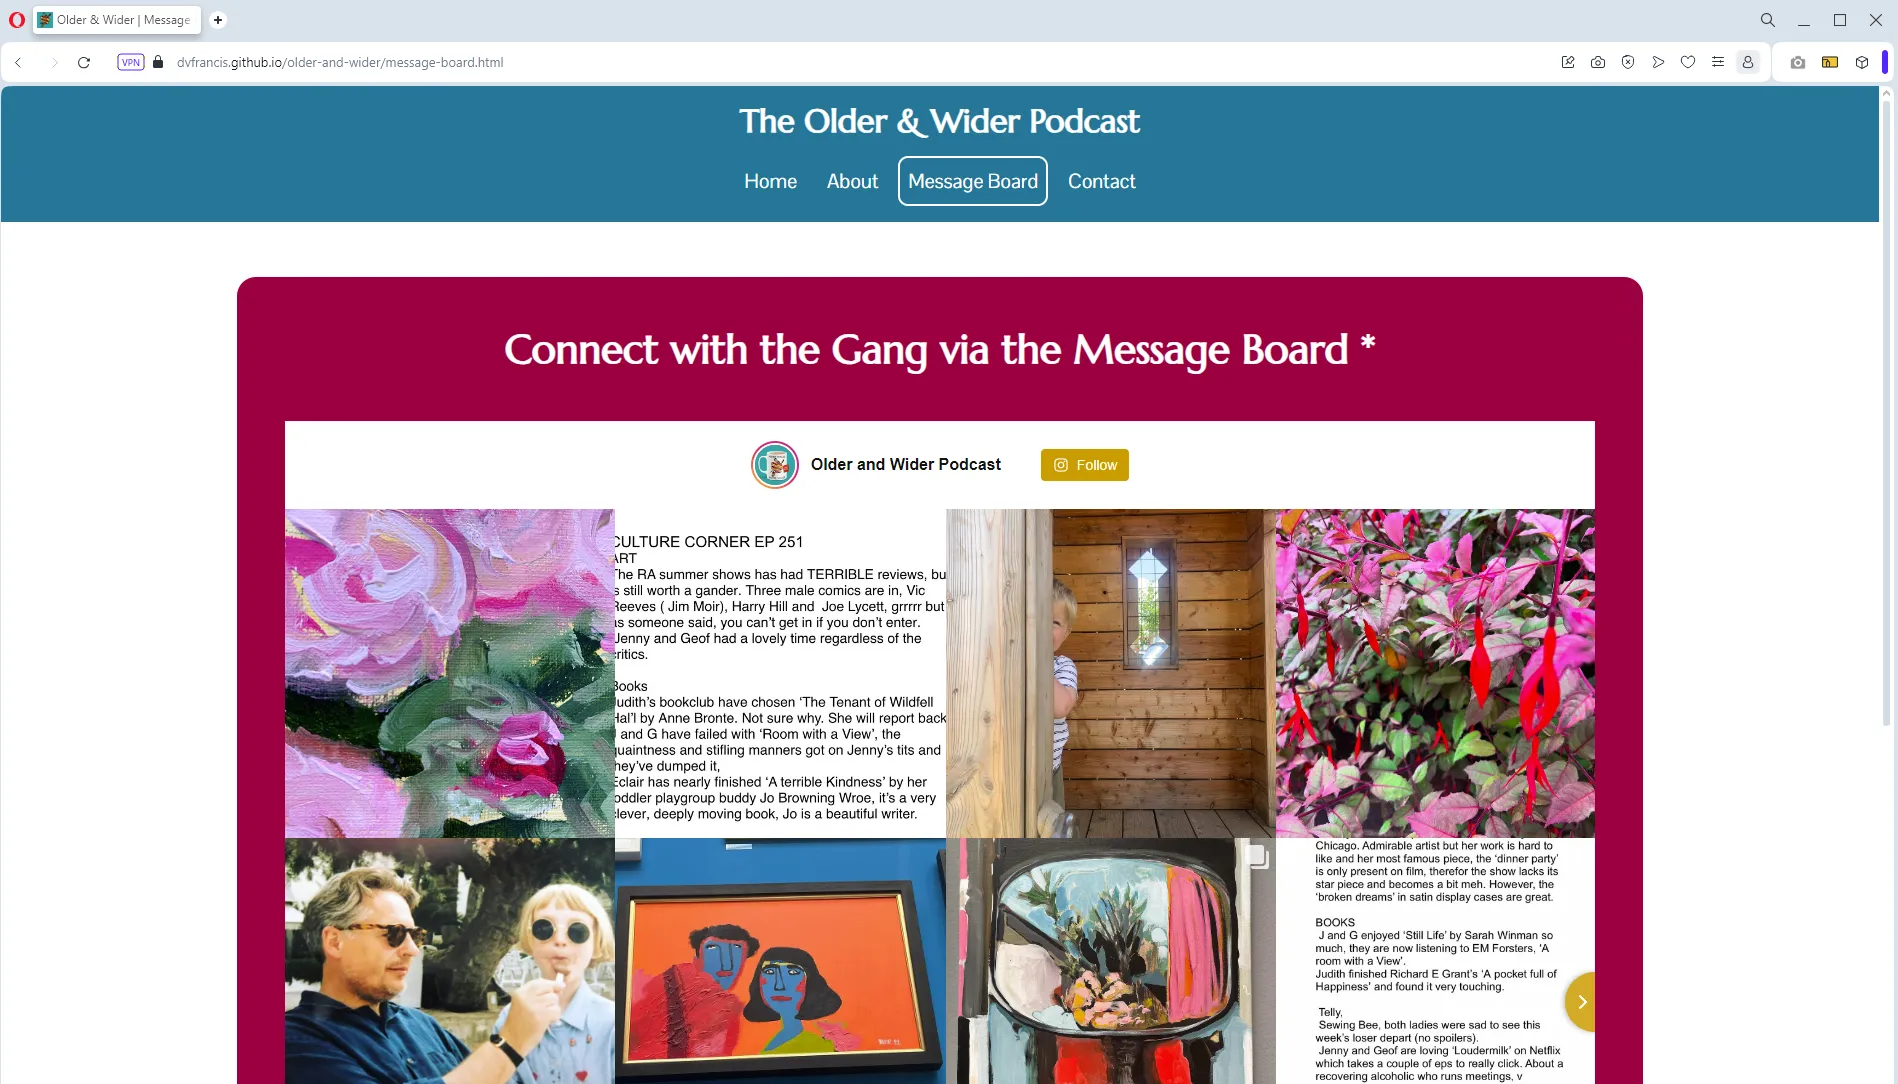 Older & Wider | Message
VPN
dvfrancis.github.io/older-and-wider/message-board.html
The Older & Wider Podcast
Home About Message Board Contact
Connect with the Gang via the Message Board *
Older and Wider Podcast
Follow
CULTURE CORNER EP 251
ART
The RA summer shows has had TERRIBLE reviews, bu
s still worth a gander. Three male comics are in, Vic
Reeves ( Jim Moir), Harry Hill and Joe Lycett, grrrrr but
as someone said, you can't get in if you don't enter.
Jenny and Geof had a lovely time regardless of the
critics.
Books
Judith's bookclub have chosen 'The Tenant of Wildfell
Hal'l by Anne Bronte. Not sure why. She will report back
J and G have failed with 'Room with a View', the
quaintness and stifling manners got on Jenny's tits and
they've dumped it,
Eclair has nearly finished 'A terrible Kindness' by her
toddler playgroup buddy Jo Browning Wroe, it's a very
clever, deeply moving book, Jo is a beautiful writer.
Chicago. Admirable artist but her work is hard to
like and her most famous piece, the 'dinner party'
is only present on film, therefor the show lacks its
star piece and becomes a bit meh. However, the
'broken dreams' in satin display cases are great.
BOOKS
J and G enjoyed 'Still Life' by Sarah Winman so
much, they are now listening to EM Forsters, 'A
room with a View'.
Judith finished Richard E Grant's 'A pocket full of
Happiness' and found it very touching.
Telly,
Sewing Bee, both ladies were sad to see this
week's loser depart (no spoilers).
Jenny and Geof are loving 'Loudermilk' on Netflix
which takes a couple of eps to really click. About a
recovering alcoholic who runs meetings, v